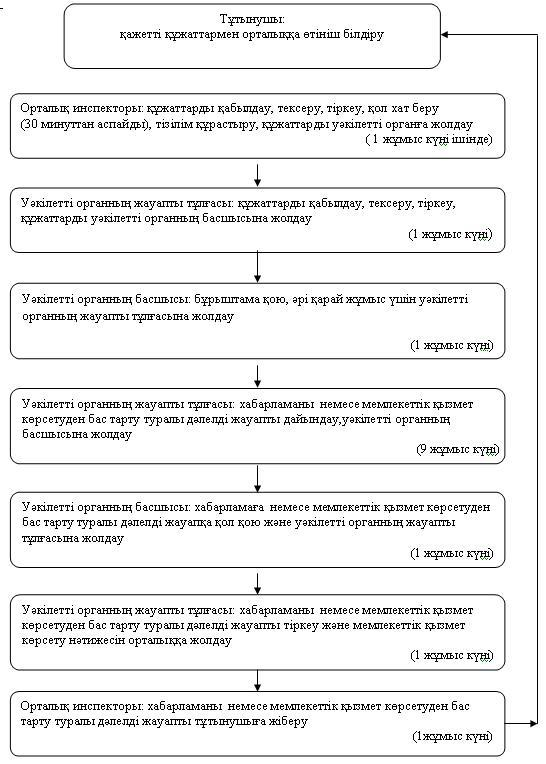 Тұтынушы:
қажетті құжаттармен орталыққа өтініш білдіру
Орталық инспекторы: құжаттарды қабылдау, тексеру, тіркеу, қол хат беру
(30 минуттан аспайды), тізілім құрастыру, құжаттарды уәкілетті органға жолдау
( 1 жұмыс күні ішінде)
Уәкілетті органның жауапты тұлғасы: құжаттарды қабылдау, тексеру, тіркеу,
құжаттарды уәкілетті органның басшысына жолдау
(1 жұмыс күні)
Уәкілетті органның басшысы: бұрыштама қою, әрі қарай жұмыс үшін уәкілетті
органның жауапты тұлғасына жолдау
(1 жұмыс күні)
Уәкілетті органның жауапты тұлғасы: хабарламаны немесе мемлекеттік қызмет
көрсетуден бас тарту туралы дәлелді жауапты дайындау,уәкілетті органның
басшысына жолдау
(9 жұмыс күні)
Уәкілетті органның басшысы: хабарламаға немесе мемлекеттік қызмет көрсетуден
бас тарту туралы дәлелді жауапқа қол қою және уәкілетті органның жауапты
тұлғасына жолдау
(1 жұмыс күні)
Уәкілетті органның жауапты тұлғасы: хабарламаны немесе мемлекеттік қызмет
көрсетуден бас тарту туралы дәлелді жауапты тіркеу және мемлекеттік қызмет
көрсету нәтижесін орталыққа жолдау
(1 жұмыс күні)
Орталық инспекторы: хабарламаны немесе мемлекеттік қызмет көрсетуден бас
тарту туралы дәлелді жауапты тұтынушыға жіберу
(1жұмыс күні)